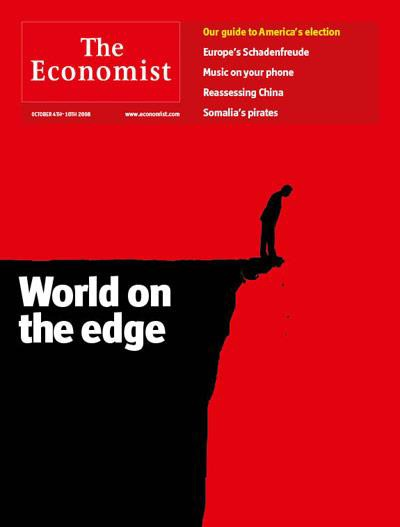 The
Economist
OCTOBER 4TH-10TH 2008 www.economist.com
Our guide to America's election
Europe's Schadenfreude
Music on your phone
Reassessing China
Somalia's pirates
World on
the edge